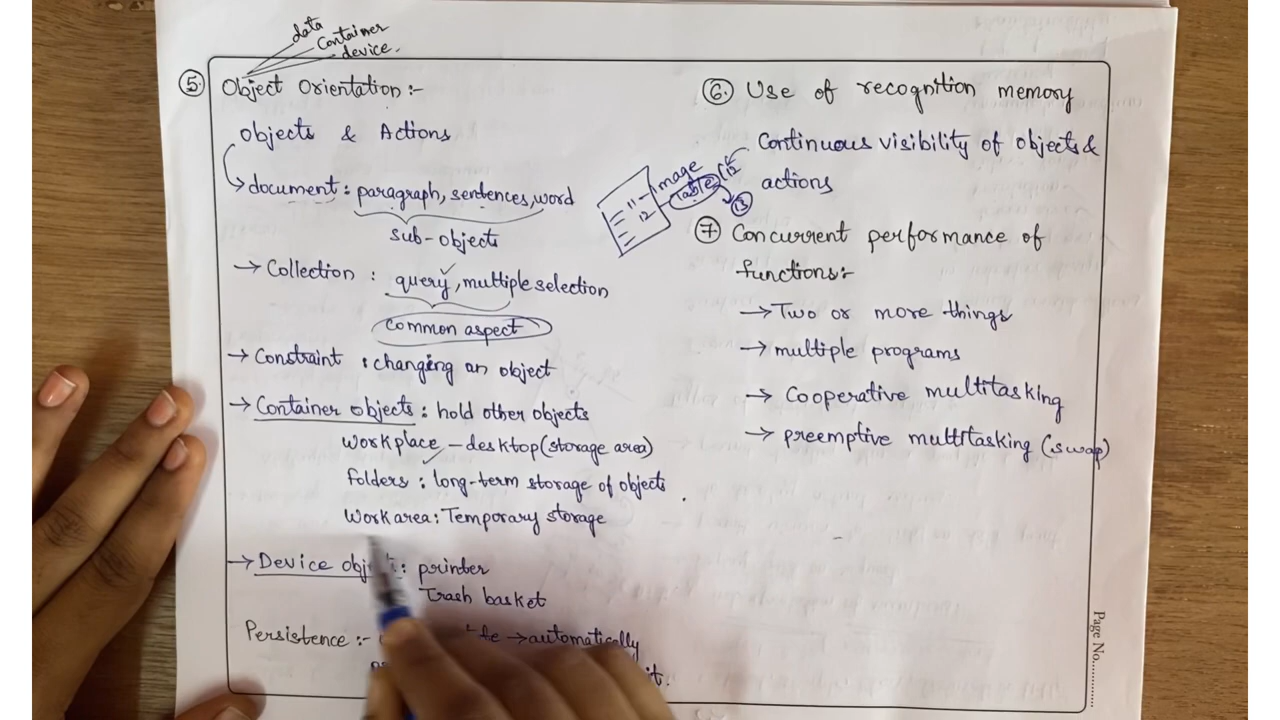 data
Container
device.
⑤ Object Orientation:-
Objects & Actions
→ document: paragraph, sentences, word
sub-objects
→ Collection : query, multiple selection
Common aspect
→ Constraint : changing an object
→ Container objects: hold other objects
Workplace – desktop (storage area)
Folders : long-term storage of objects
Work area: Temporary storage
→ Device obj : printer
Trash basket
Persistence :- → automatically
it.
⑥ Use of recognition memory
Continuous visibility of objects &
actions
image
Table
12
12
13
⑦ Concurrent performance of
functions:-
→ Two or more things
→ multiple programs
→ Cooperative multitasking
→ preemptive multitasking (swap)
Page No.............